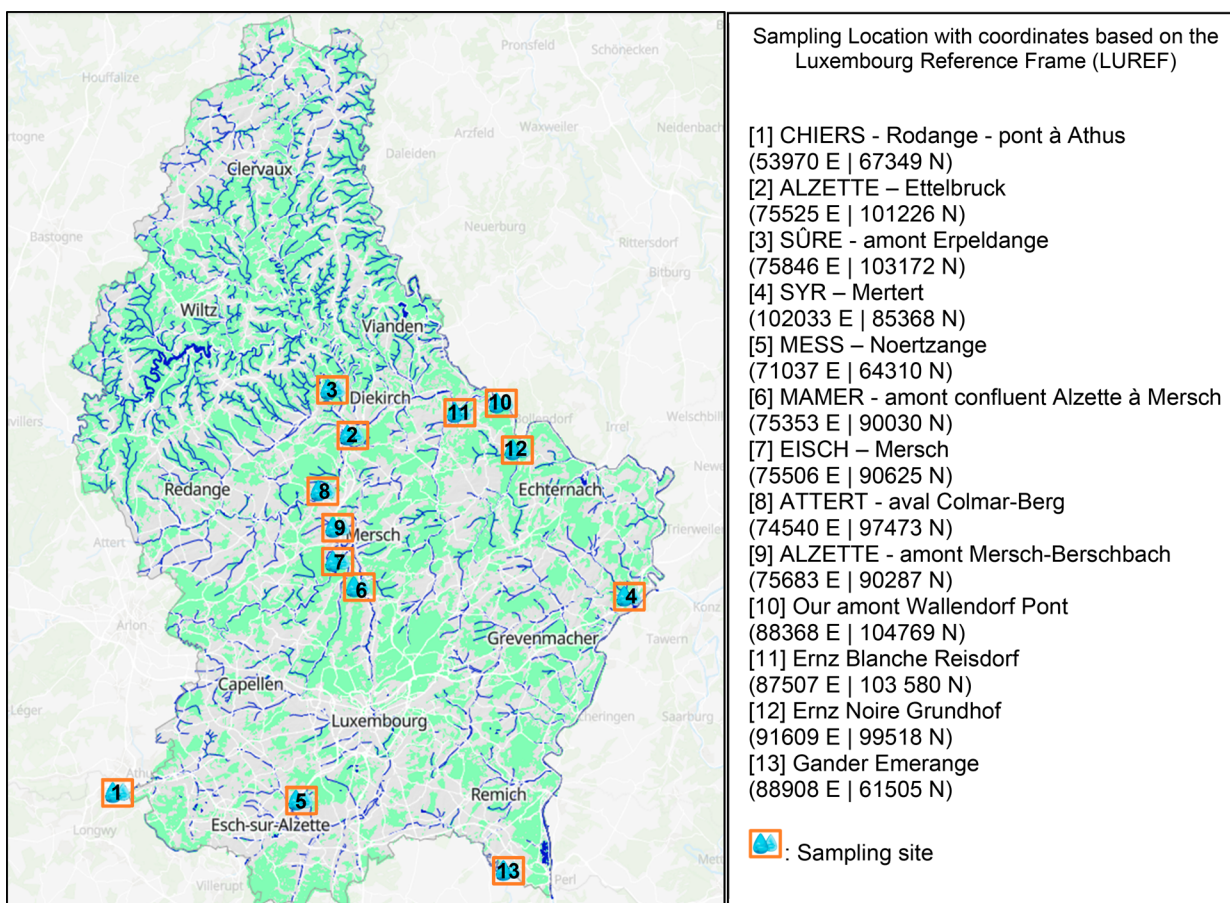 Pronsfeld
Schönecken
Houffalize
Arzfeld
Waxweiler
Neidenbach
Daleiden
Clervaux
Neuerburg
Bastogne
Rittersdorf
Bitburg
Wiltz
Vianden
3
Diekirch
10
11
Bollendorf
Welschbill
2
12
Irrel
Redange
8
Echternach
9
Mersch
Trierweiler
Attert
7
6
4
Konz
Arlon
Grevenmacher
Tawern
Capellen
-Léger
Luxembourg
Saarburg
1
5
Remich
Longwy
Esch-sur-Alzette
13
Perl
Villerupt
Sampling Location with coordinates based on the
Luxembourg Reference Frame (LUREF)
[1] CHIERS - Rodange - pont à Athus
(53970 E | 67349 N)
[2] ALZETTE – Ettelbruck
(75525 E | 101226 N)
[3] SÛRE - amont Erpeldange
(75846 E | 103172 N)
[4] SYR – Mertert
(102033 E | 85368 N)
[5] MESS – Noertzange
(71037 E | 64310 N)
[6] MAMER - amont confluent Alzette à Mersch
(75353 E | 90030 N)
[7] EISCH – Mersch
(75506 E | 90625 N)
[8] ATTERT - aval Colmar-Berg
(74540 E | 97473 N)
[9] ALZETTE - amont Mersch-Berschbach
(75683 E | 90287 N)
[10] Our amont Wallendorf Pont
(88368 E | 104769 N)
[11] Ernz Blanche Reisdorf
(87507 E | 103 580 N)
[12] Ernz Noire Grundhof
(91609 E | 99518 N)
[13] Gander Emerange
(88908 E | 61505 N)
: Sampling site